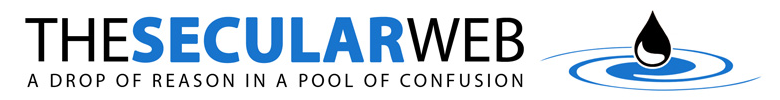 THESECULARWEB
A DROP OF REASON IN A POOL OF CONFUSION